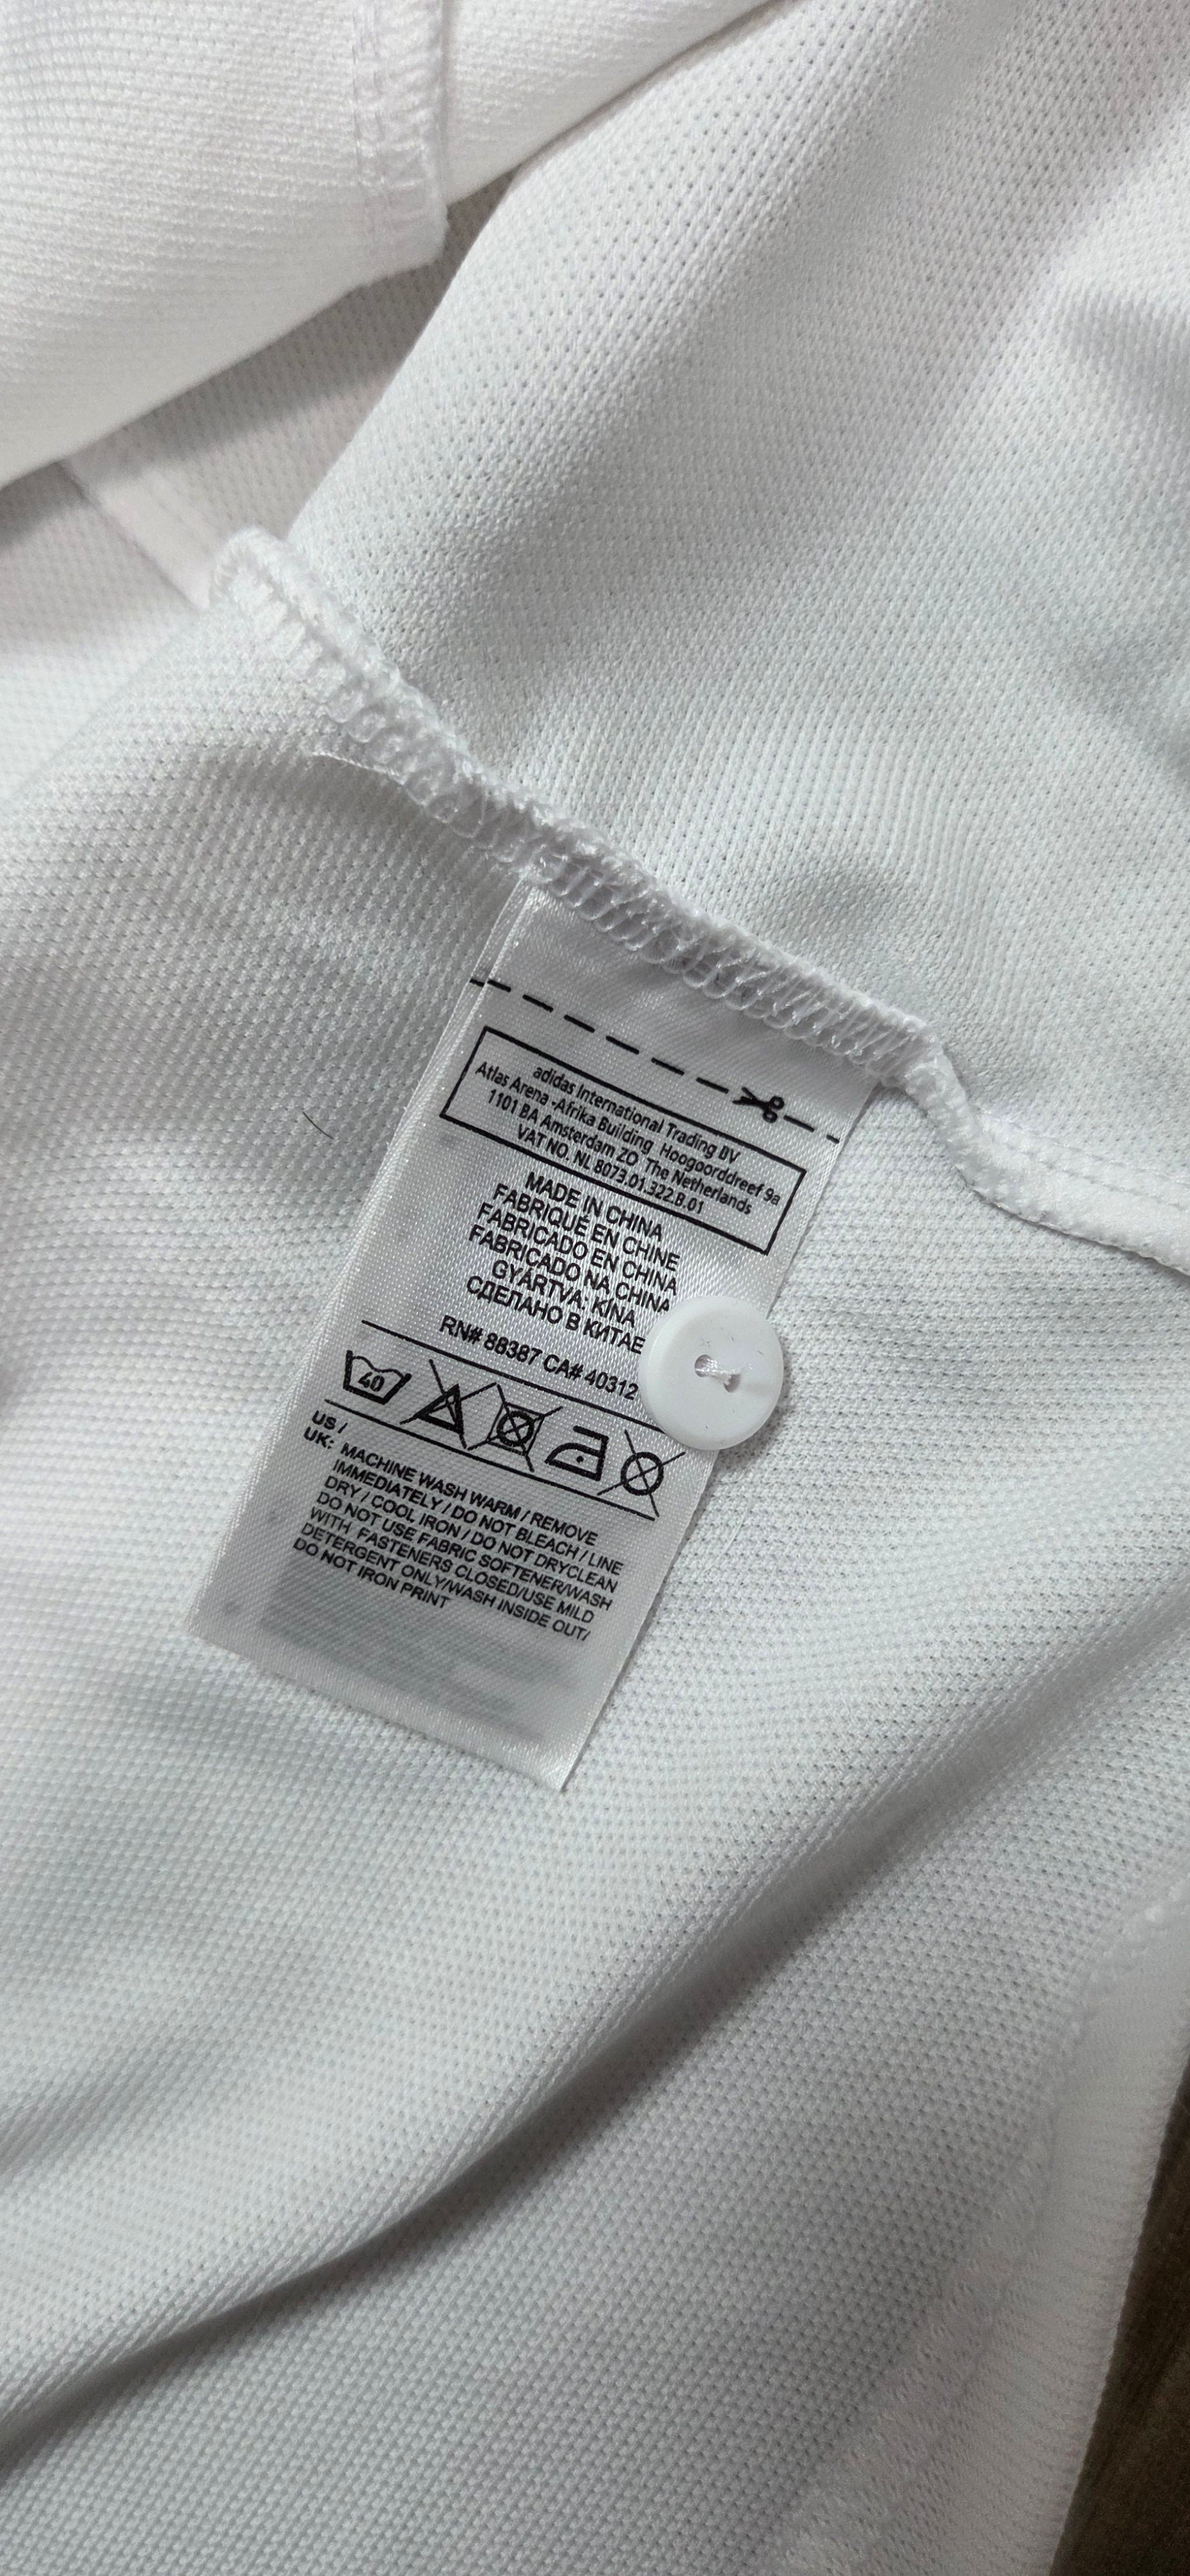 adidas International Trading BV
Atlas Arena -Afrika Building Hoogoorddreef 9a
1101 BA Amsterdam ZO The Netherlands
VAT NO. NL 8073.01.322.B.01
MADE IN CHINA
FABRIQUÉ EN CHINE
FABRICADO EN CHINA
FABRICADO NA CHINA
GYÁRTVA: KÍNA
СДЕЛАНО В КИТАЕ
RN# 88387 CA# 40312
40
US /
UK: MACHINE WASH WARM / REMOVE
IMMEDIATELY / DO NOT BLEACH / LINE
DRY / COOL IRON / DO NOT DRYCLEAN
DO NOT USE FABRIC SOFTENER/WASH
WITH FASTENERS CLOSED/USE MILD
DETERGENT ONLY/WASH INSIDE OUT/
DO NOT IRON PRINT